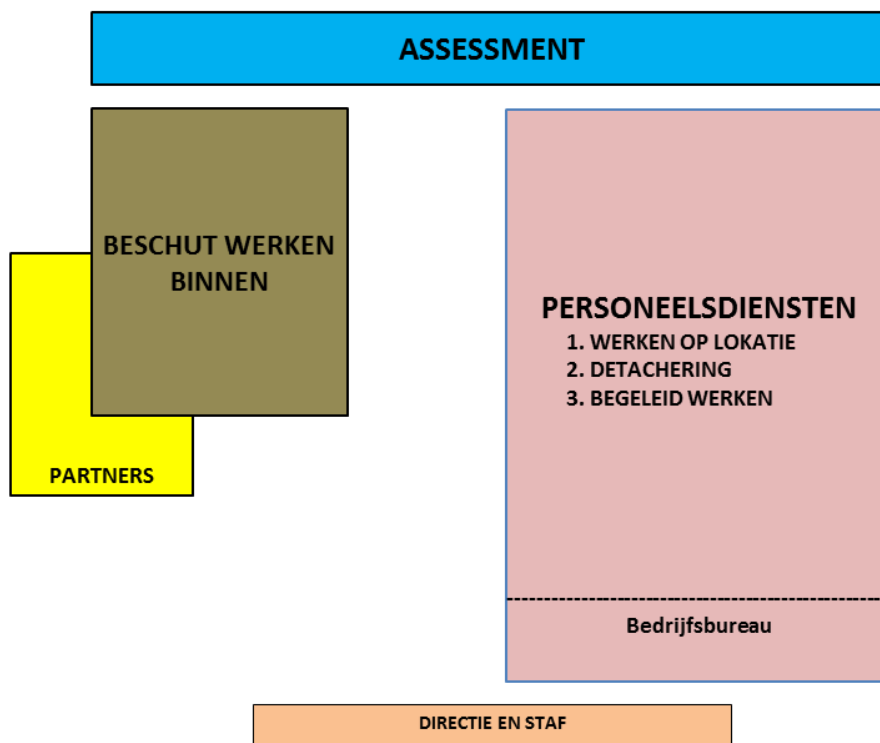 ASSESSMENT
BESCHUT WERKEN
BINNEN
PARTNERS
PERSONEELSDIENSTEN
1. WERKEN OP LOKATIE
2. DETACHERING
3. BEGELEID WERKEN
Bedrijfsbureau
DIRECTIE EN STAF